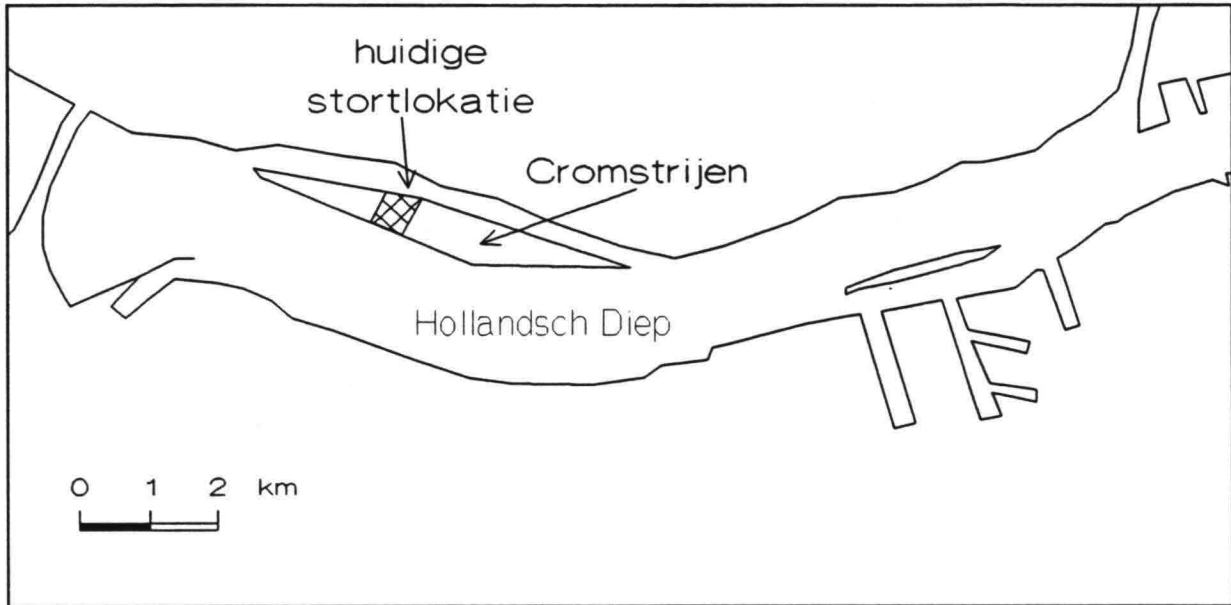 huidige
stortlokatie
Cromstrijen
Hollandsch Diep
0 1 2 km